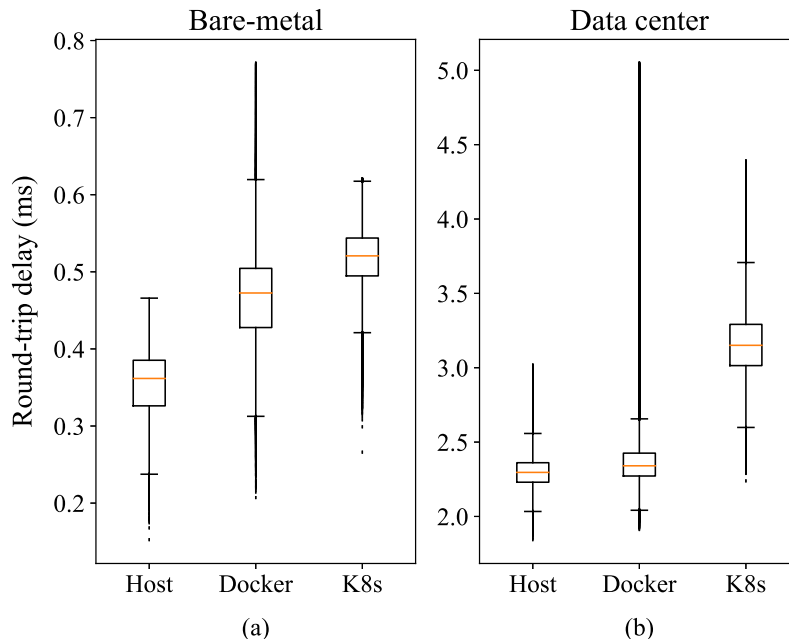 Bare-metal
Data center
Round-trip delay (ms)
0.8
0.7
0.6
0.5
0.4
0.3
0.2
5.0
4.5
4.0
3.5
3.0
2.5
2.0
Host Docker K8s
Host Docker K8s
(a)
(b)